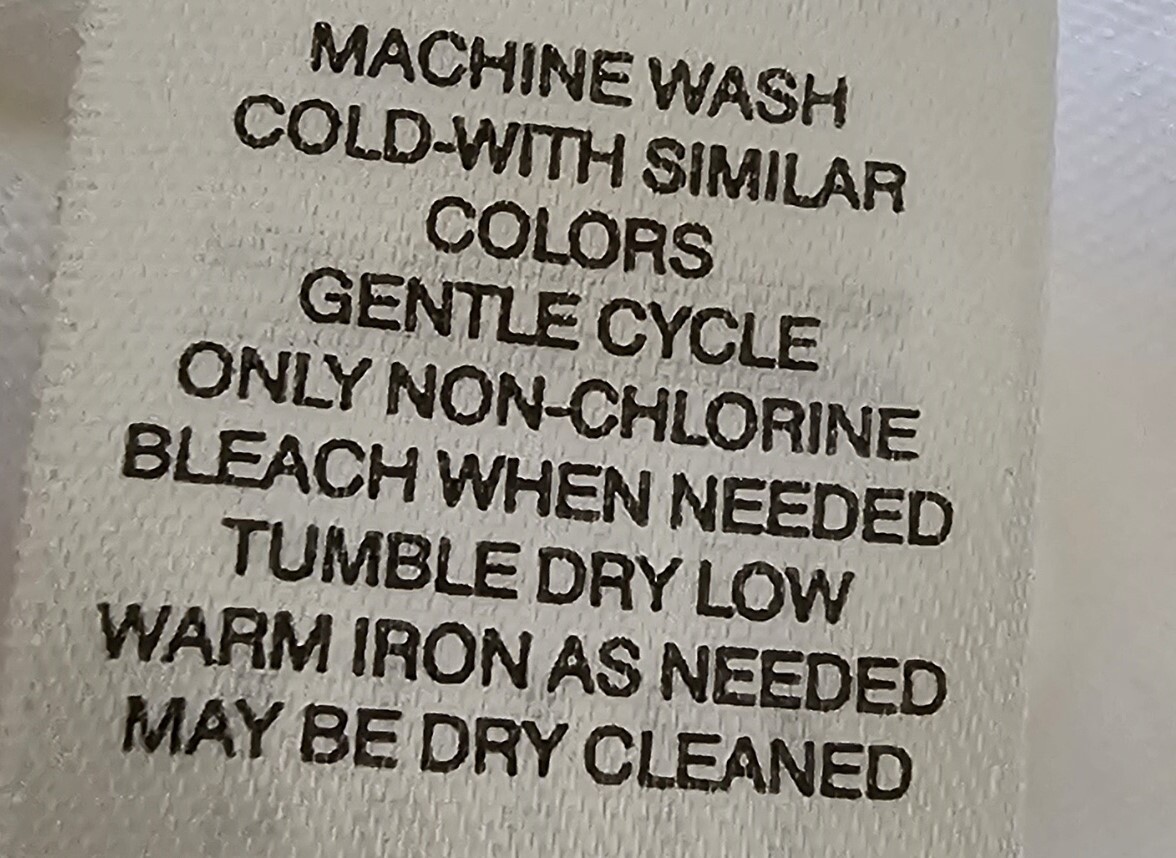 MACHINE WASH
COLD-WITH SIMILAR
COLORS
GENTLE CYCLE
ONLY NON-CHLORINE
BLEACH WHEN NEEDED
TUMBLE DRY LOW
WARM IRON AS NEEDED
MAY BE DRY CLEANED